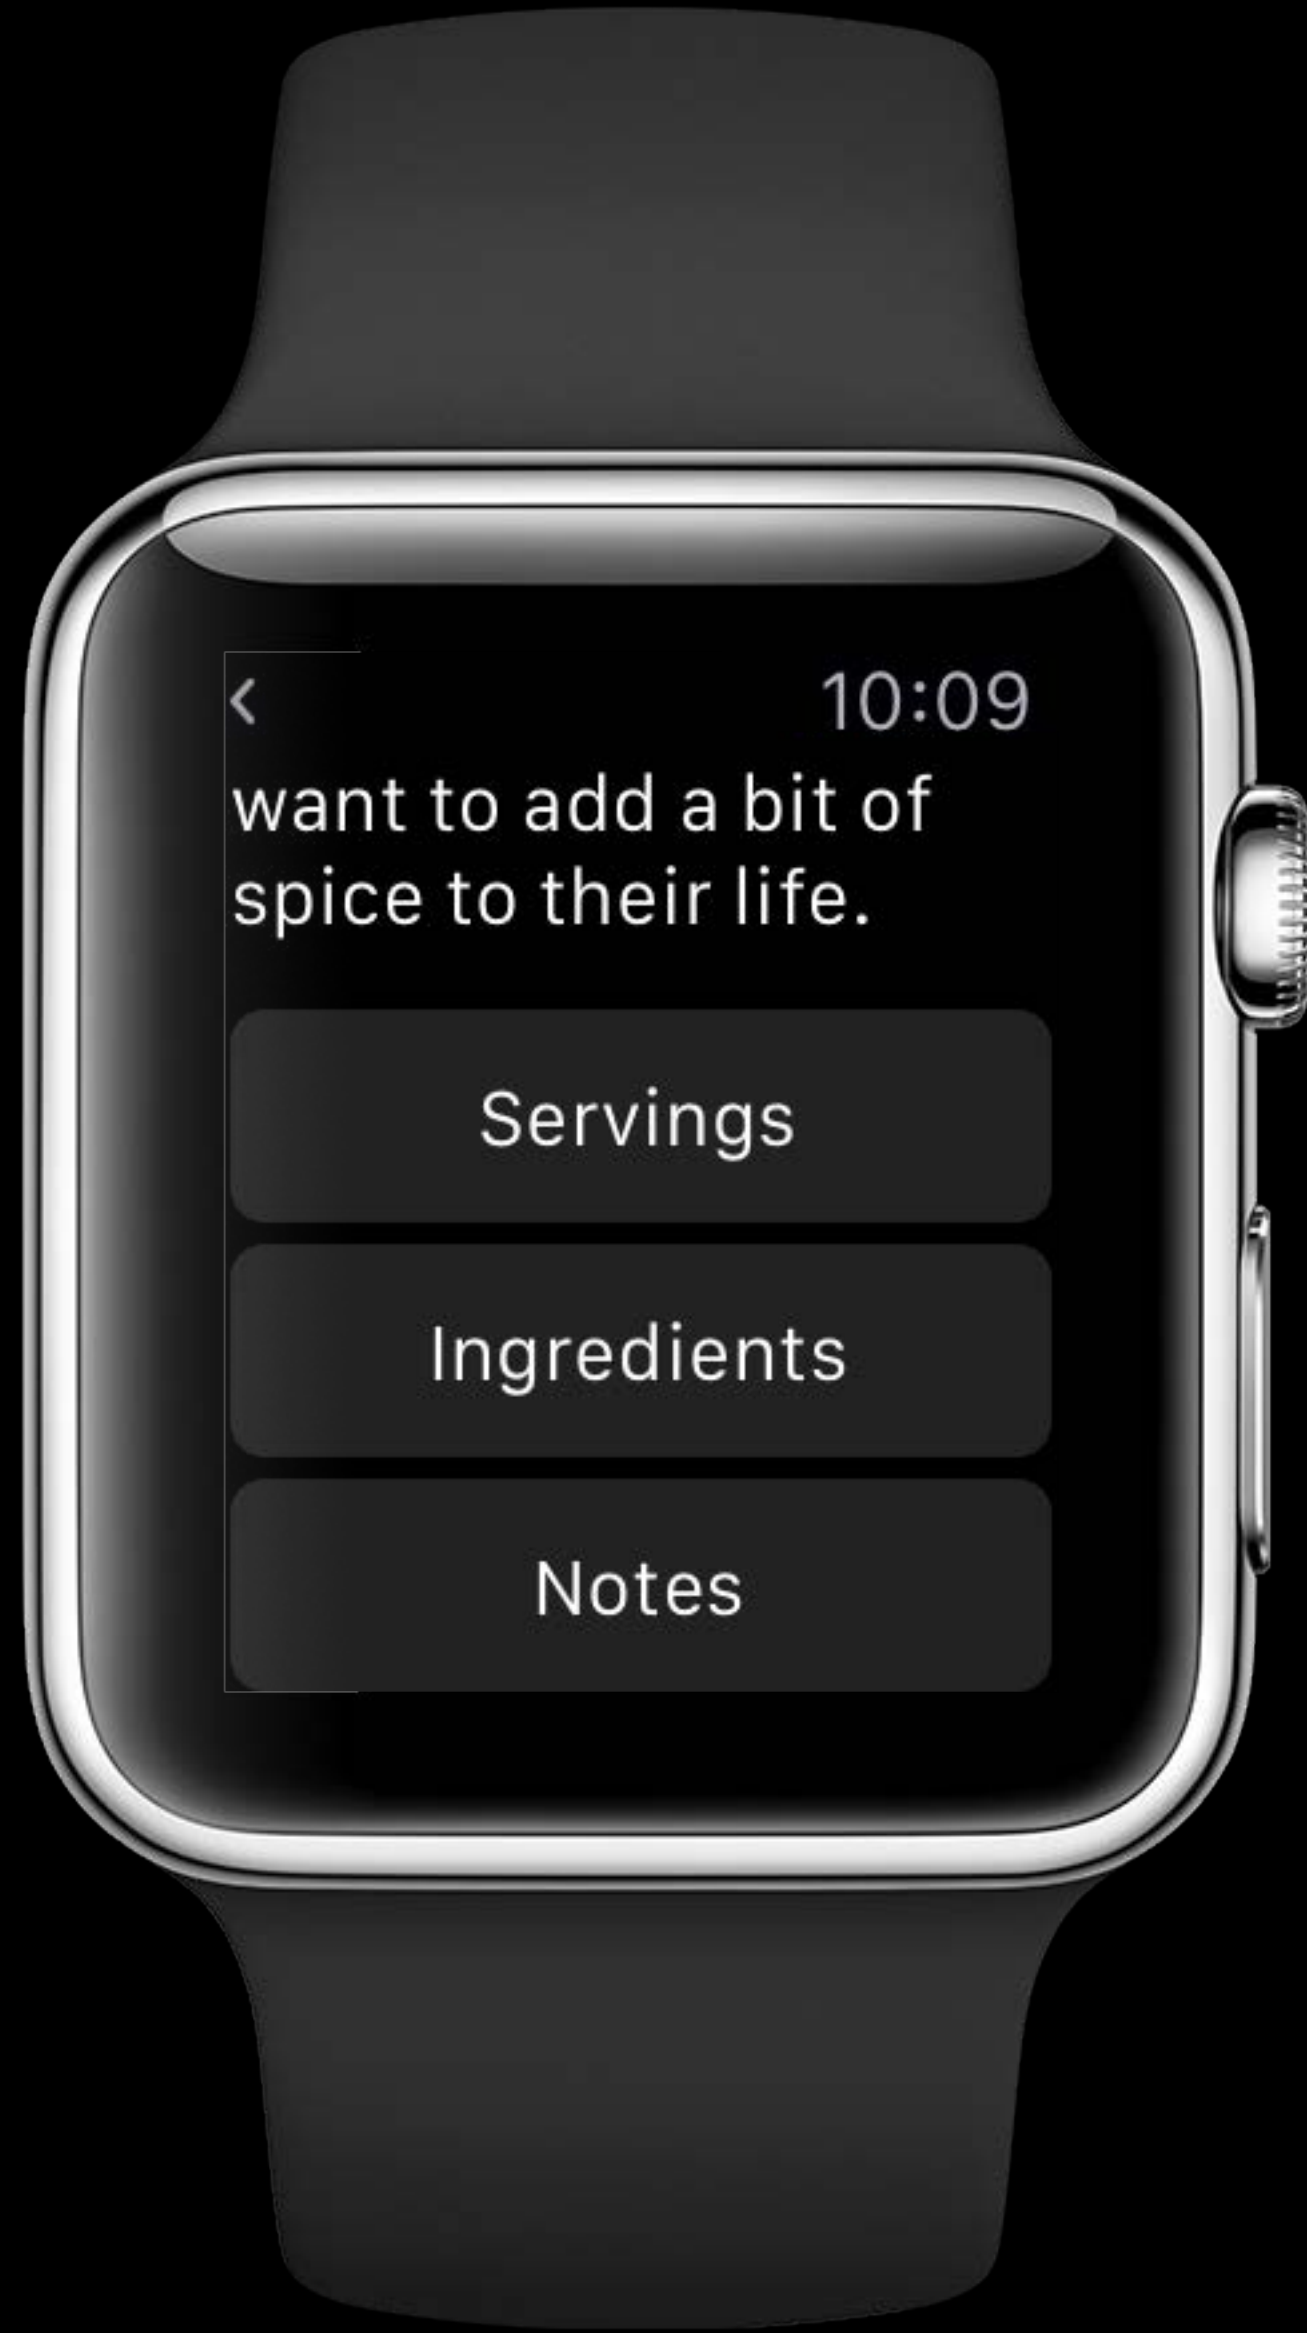 10:09
want to add a bit of
spice to their life.
Servings
Ingredients
Notes